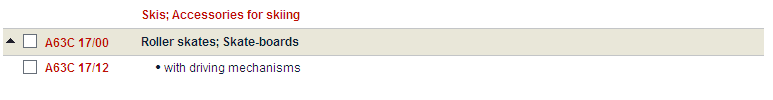 Skis; Accessories for skiing
A63C 17/00 Roller skates; Skate-boards
A63C 17/12 • with driving mechanisms